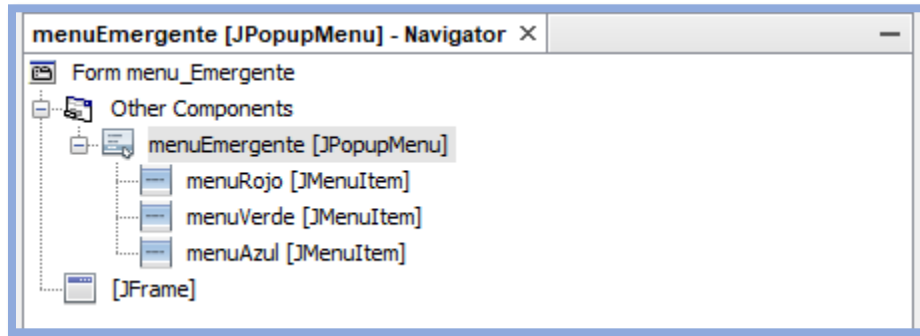 menuEmergente [JPopupMenu] - Navigator
Form menu_Emergente
Other Components
menuEmergente [JPopupMenu]
menuRojo [JMenuItem]
menuVerde [JMenuItem]
menuAzul [JMenuItem]
[JFrame]